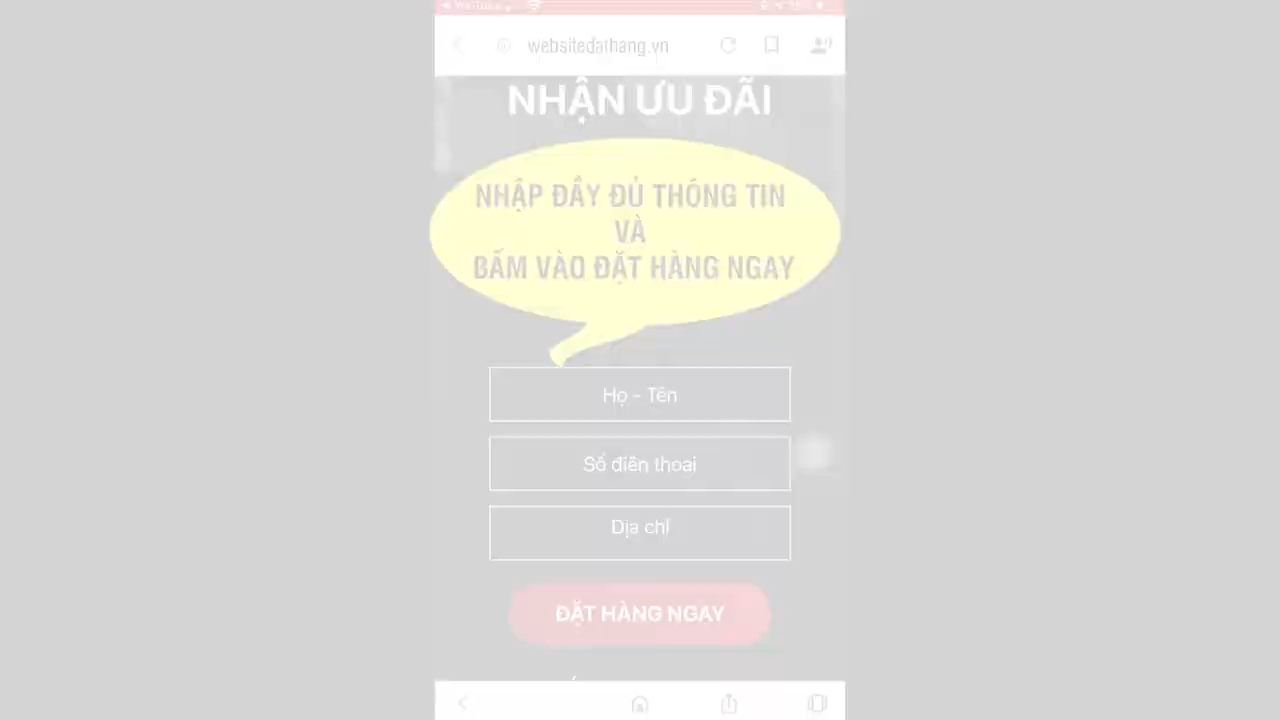 YouTube
websitedathang.vn
NHẬN ƯU ĐÃI
NHẬP ĐẦY ĐỦ THÔNG TIN
VÀ
BẤM VÀO ĐẶT HÀNG NGAY
Họ - Tên
Số điện thoại
Địa chỉ
ĐẶT HÀNG NGAY